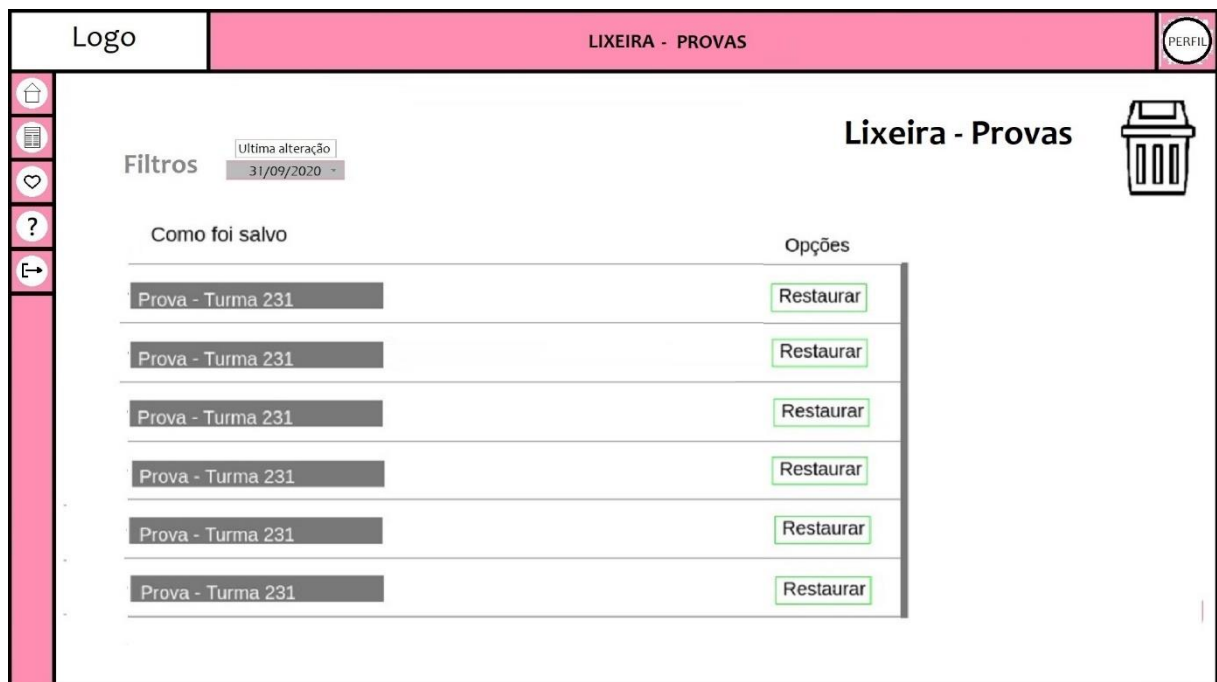 Logo
LIXEIRA - PROVAS
PERFIL
Lixeira - Provas
Filtros
Ultima alteração
31/09/2020
?
Como foi salvo
Opções
Prova - Turma 231
Restaurar
Prova - Turma 231
Restaurar
Prova - Turma 231
Restaurar
Prova - Turma 231
Restaurar
Prova - Turma 231
Restaurar
Prova - Turma 231
Restaurar